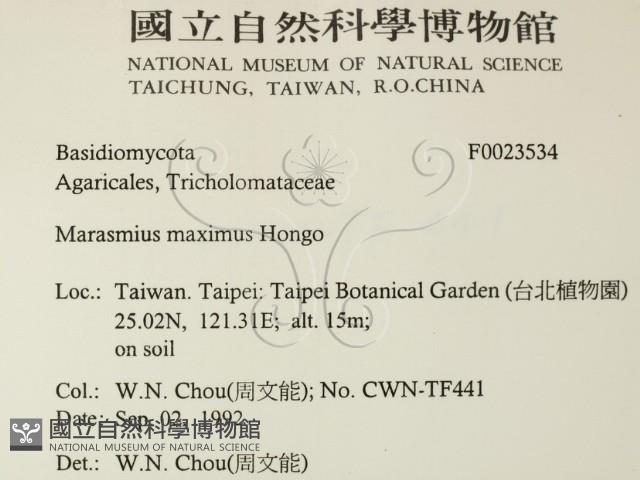 國立自然科學博物館
NATIONAL MUSEUM OF NATURAL SCIENCE
TAICHUNG, TAIWAN, R.O.CHINA
Basidiomycota F0023534
Agaricales, Tricholomataceae
Marasmius maximus Hongo
Loc.: Taiwan. Taipei: Taipei Botanical Garden (台北植物園)
25.02N, 121.31E; alt. 15m;
on soil
Col.: W.N. Chou(周文能); No. CWN-TF441
Date: Sep. 02, 1992
國立自然科學博物館
NATIONAL MUSEUM OF NATURAL SCIENCE
Det.: W.N. Chou(周文能)